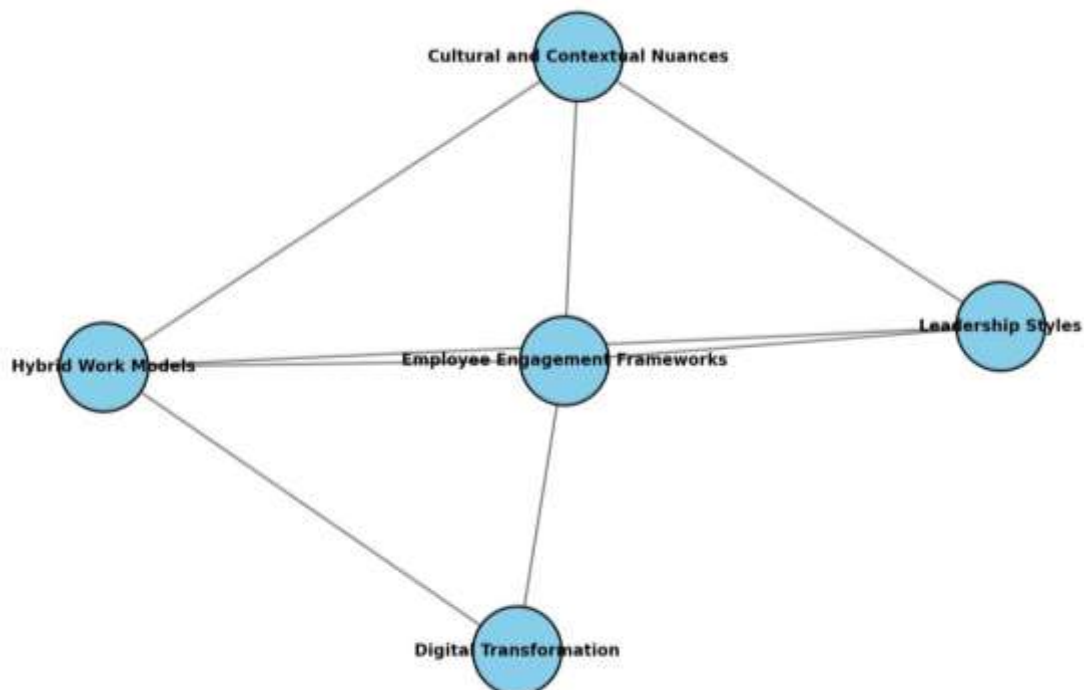 Cultural and Contextual Nuances
Leadership Styles
Employee Engagement Frameworks
Hybrid Work Models
Digital Transformation